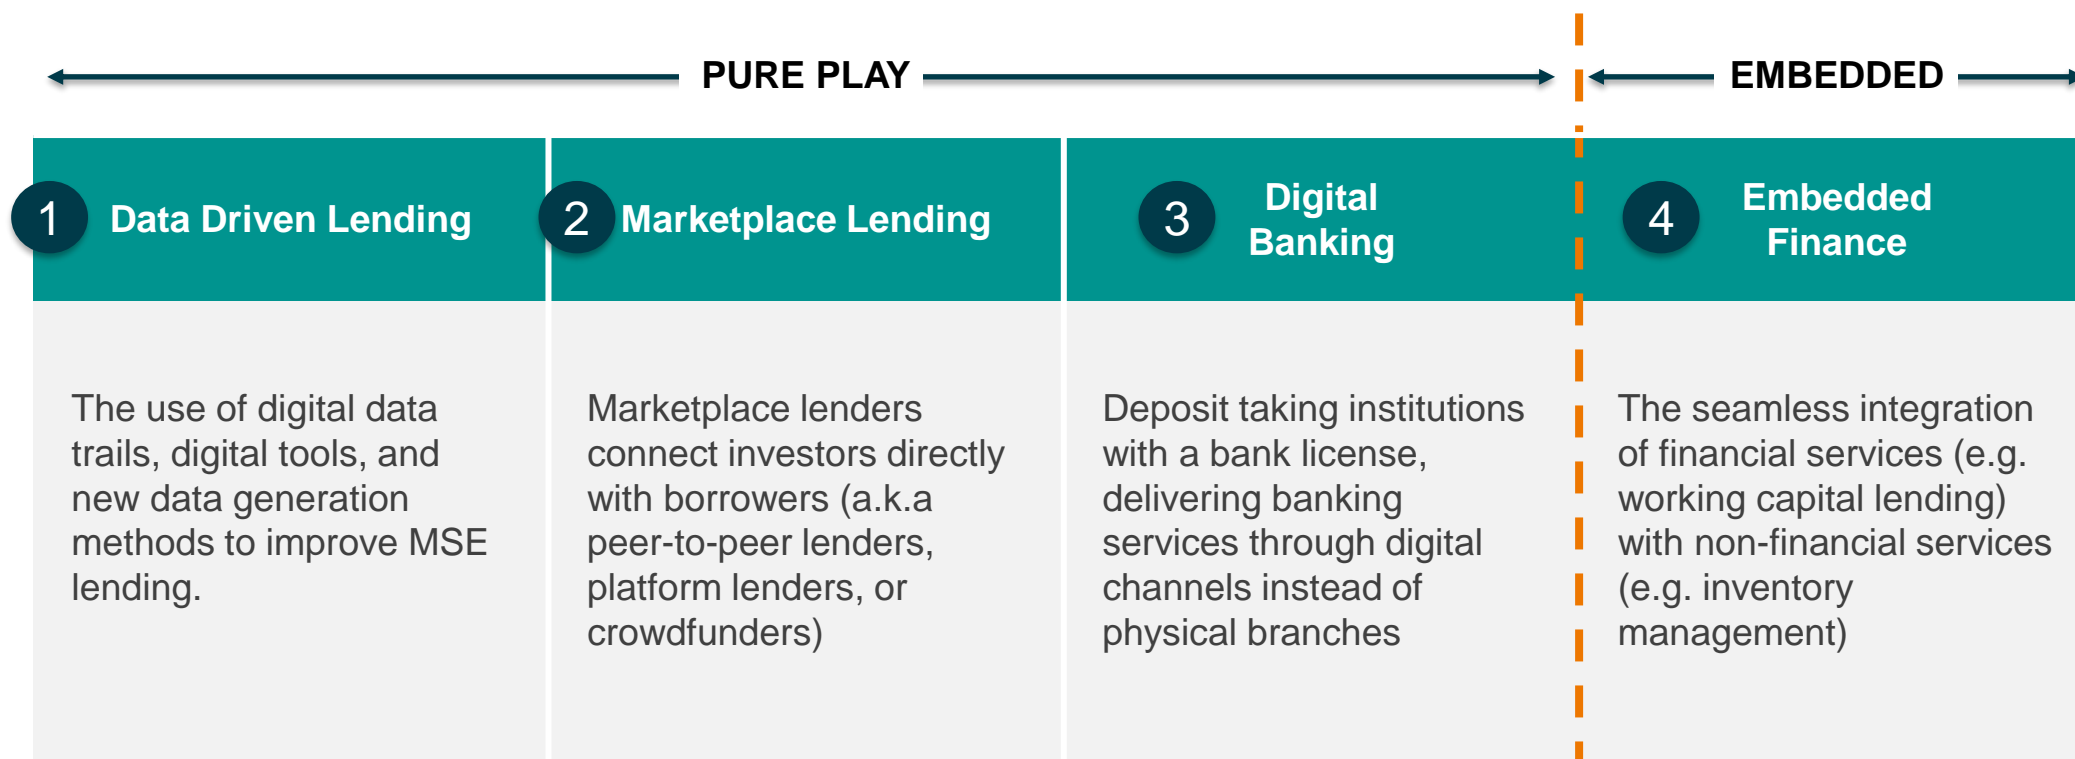 PURE PLAY
EMBEDDED
1
Data Driven Lending
2
Marketplace Lending
3
Digital
Banking
4
Embedded
Finance
The use of digital data
trails, digital tools, and
new data generation
methods to improve MSE
lending.
Marketplace lenders
connect investors directly
with borrowers (a.k.a
peer-to-peer lenders,
platform lenders, or
crowdfunders)
Deposit taking institutions
with a bank license,
delivering banking
services through digital
channels instead of
physical branches
The seamless integration
of financial services (e.g.
working capital lending)
with non-financial services
(e.g. inventory
management)